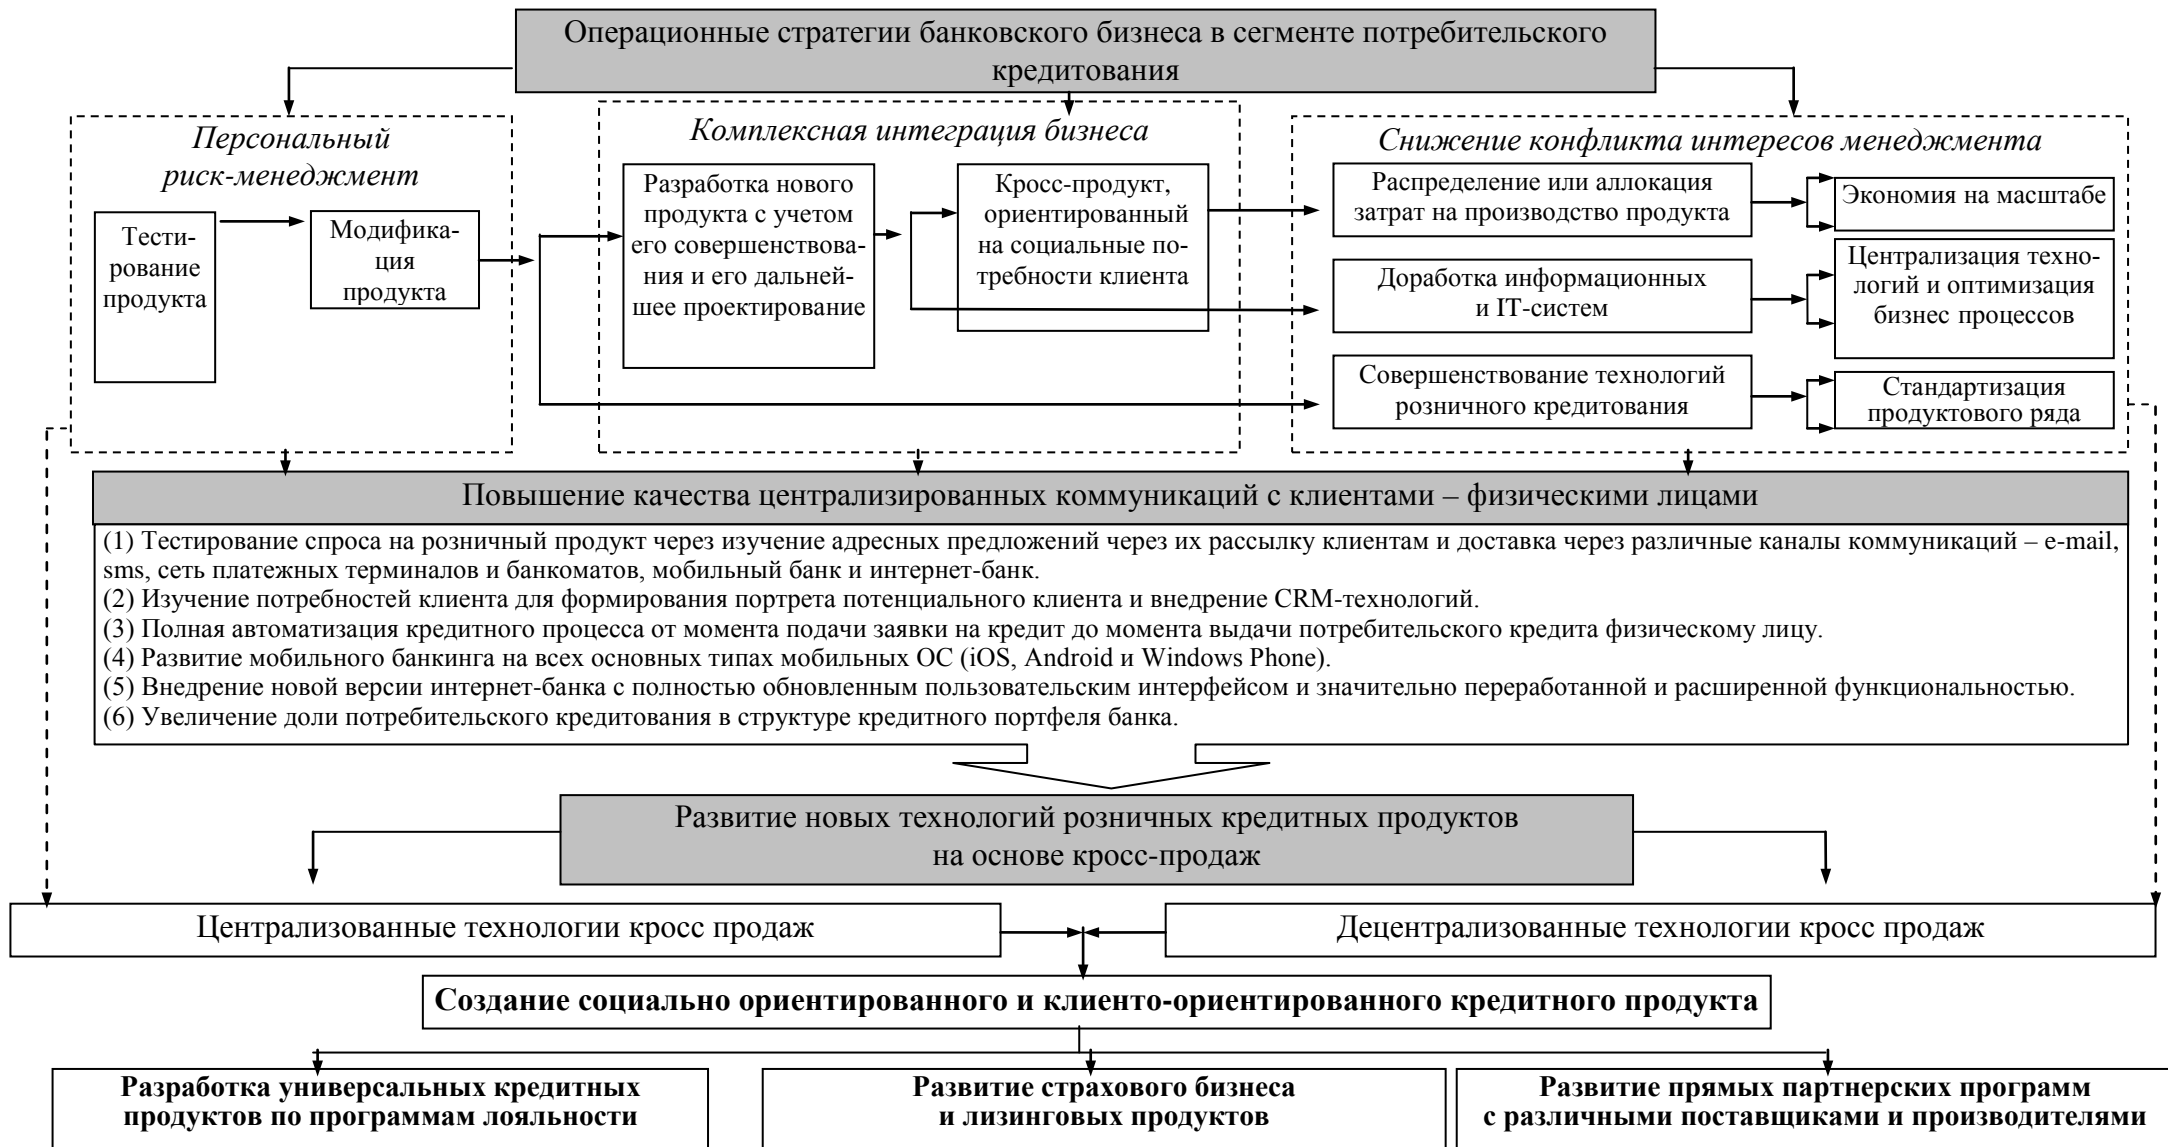 Операционные стратегии банковского бизнеса в сегменте потребительского
кредитования
Персональный
риск-менеджмент
Тести-
рование
продукта
Модифика-
ция
продукта
Комплексная интеграция бизнеса
Разработка нового
продукта с учетом
его совершенствова-
ния и его дальней-
шее проектирование
Кросс-продукт,
ориентированный
на социальные по-
требности клиента
Снижение конфликта интересов менеджмента
Распределение или аллокация
затрат на производство продукта
Экономия на масштабе
Доработка информационных
и IT-систем
Централизация техно-
логий и оптимизация
бизнес процессов
Совершенствование технологий
розничного кредитования
Стандартизация
продуктового ряда
Повышение качества централизированных коммуникаций с клиентами – физическими лицами
(1) Тестирование спроса на розничный продукт через изучение адресных предложений через их рассылку клиентам и доставка через различные каналы коммуникаций – e-mail,
sms, сеть платежных терминалов и банкоматов, мобильный банк и интернет-банк.
(2) Изучение потребностей клиента для формирования портрета потенциального клиента и внедрение CRM-технологий.
(3) Полная автоматизация кредитного процесса от момента подачи заявки на кредит до момента выдачи потребительского кредита физическому лицу.
(4) Развитие мобильного банкинга на всех основных типах мобильных ОС (iOS, Android и Windows Phone).
(5) Внедрение новой версии интернет-банка с полностью обновленным пользовательским интерфейсом и значительно переработанной и расширенной функциональностью.
(6) Увеличение доли потребительского кредитования в структуре кредитного портфеля банка.
Развитие новых технологий розничных кредитных продуктов
на основе кросс-продаж
Централизованные технологии кросс продаж
Децентрализованные технологии кросс продаж
Создание социально ориентированного и клиенто-ориентированного кредитного продукта
Разработка универсальных кредитных
продуктов по программам лояльности
Развитие страхового бизнеса
и лизинговых продуктов
Развитие прямых партнерских программ
с различными поставщиками и производителями